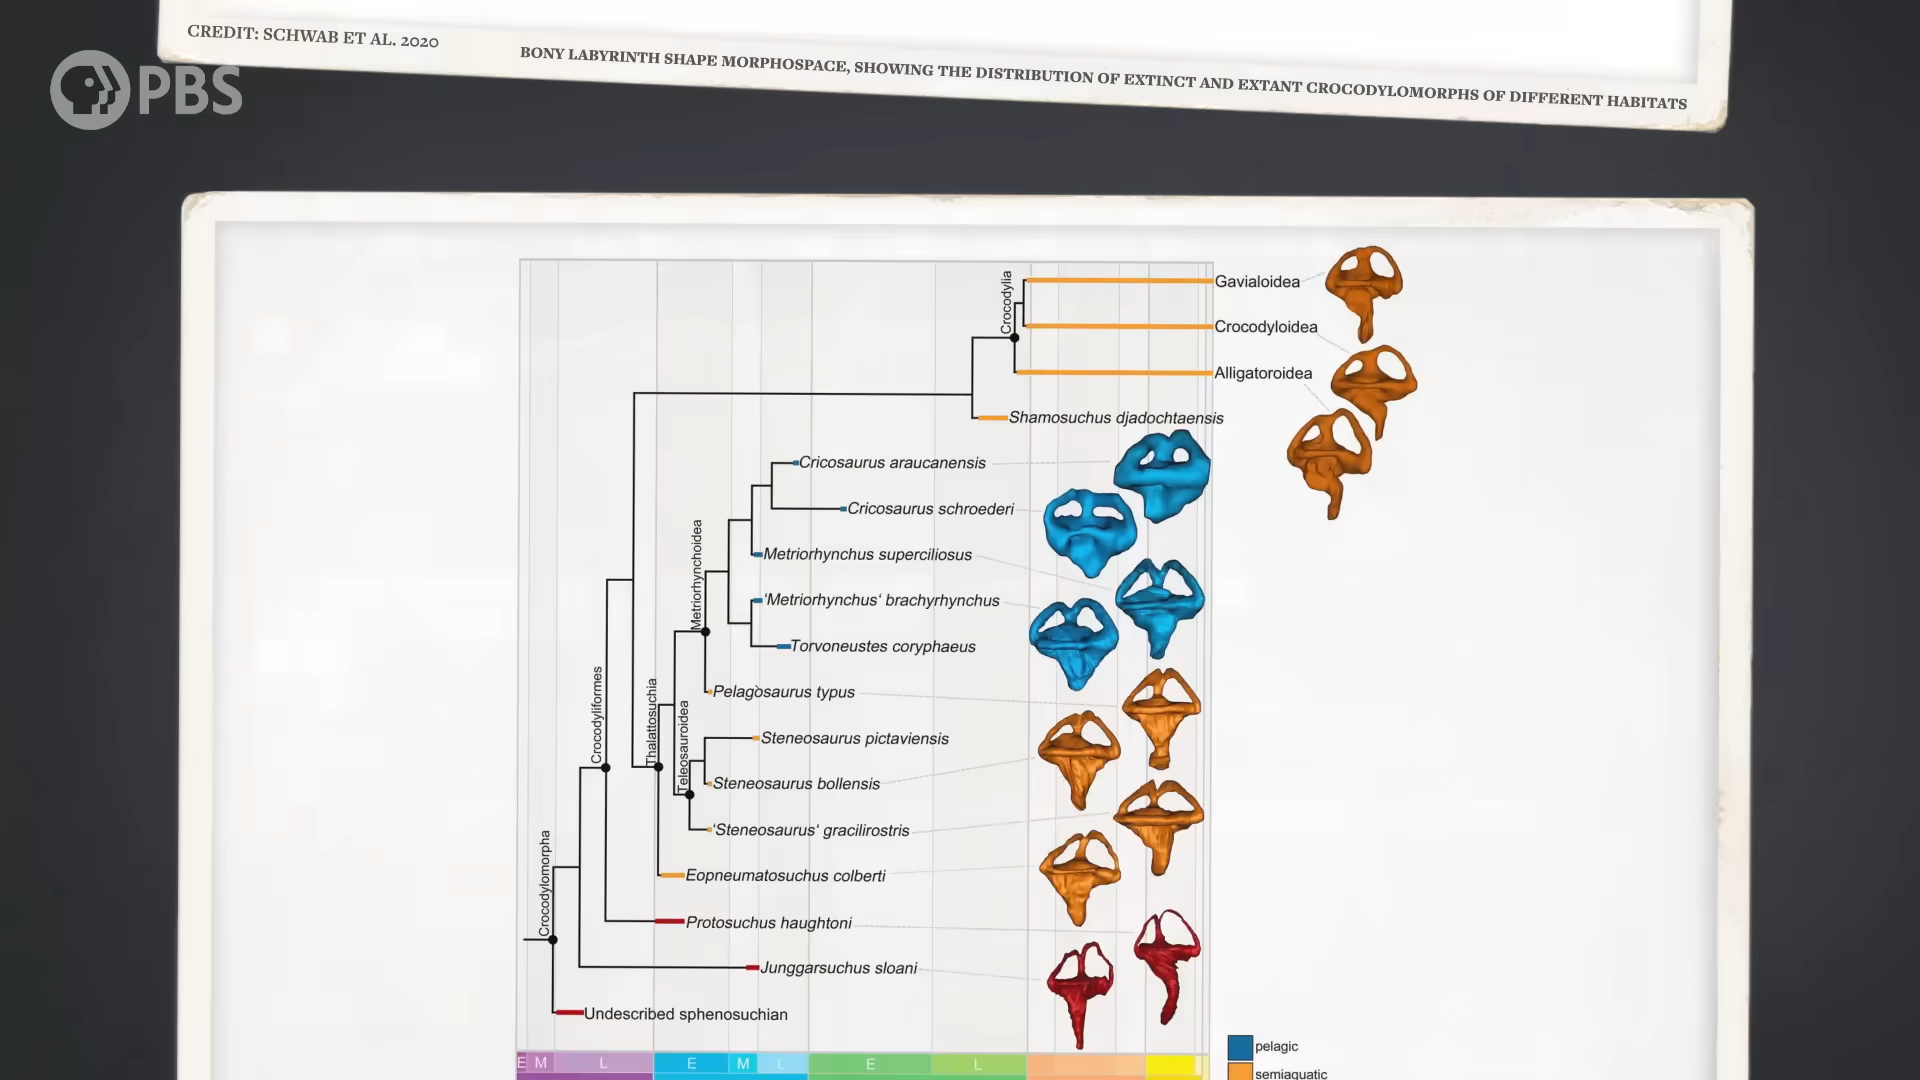 CREDIT: SCHWAB ET AL. 2020
BONY LABYRINTH SHAPE MORPHOSPACE, SHOWING THE DISTRIBUTION OF EXTINCT AND EXTANT CROCODYLOMORPHS OF DIFFERENT HABITATS
PBS
Crocodylia
Gavialoidea
Crocodyloidea
Alligatoroidea
Shamosuchus djadochtaensis
Cricosaurus araucanensis
Cricosaurus schroederi
Metriorhynchoidea
Metriorhynchus superciliosus
'Metriorhynchus' brachyrhynchus
Torvoneustes coryphaeus
Crocodyliformes
Thalattosuchia
Pelagosaurus typus
Teleosauroidea
Steneosaurus pictaviensis
Steneosaurus bollensis
'Steneosaurus' gracilirostris
Eopneumatosuchus colberti
Crocodylomorpha
Protosuchus haughtoni
Junggarsuchus sloani
Undescribed sphenosuchian
E M L E M L E L
pelagic
semiaquatic